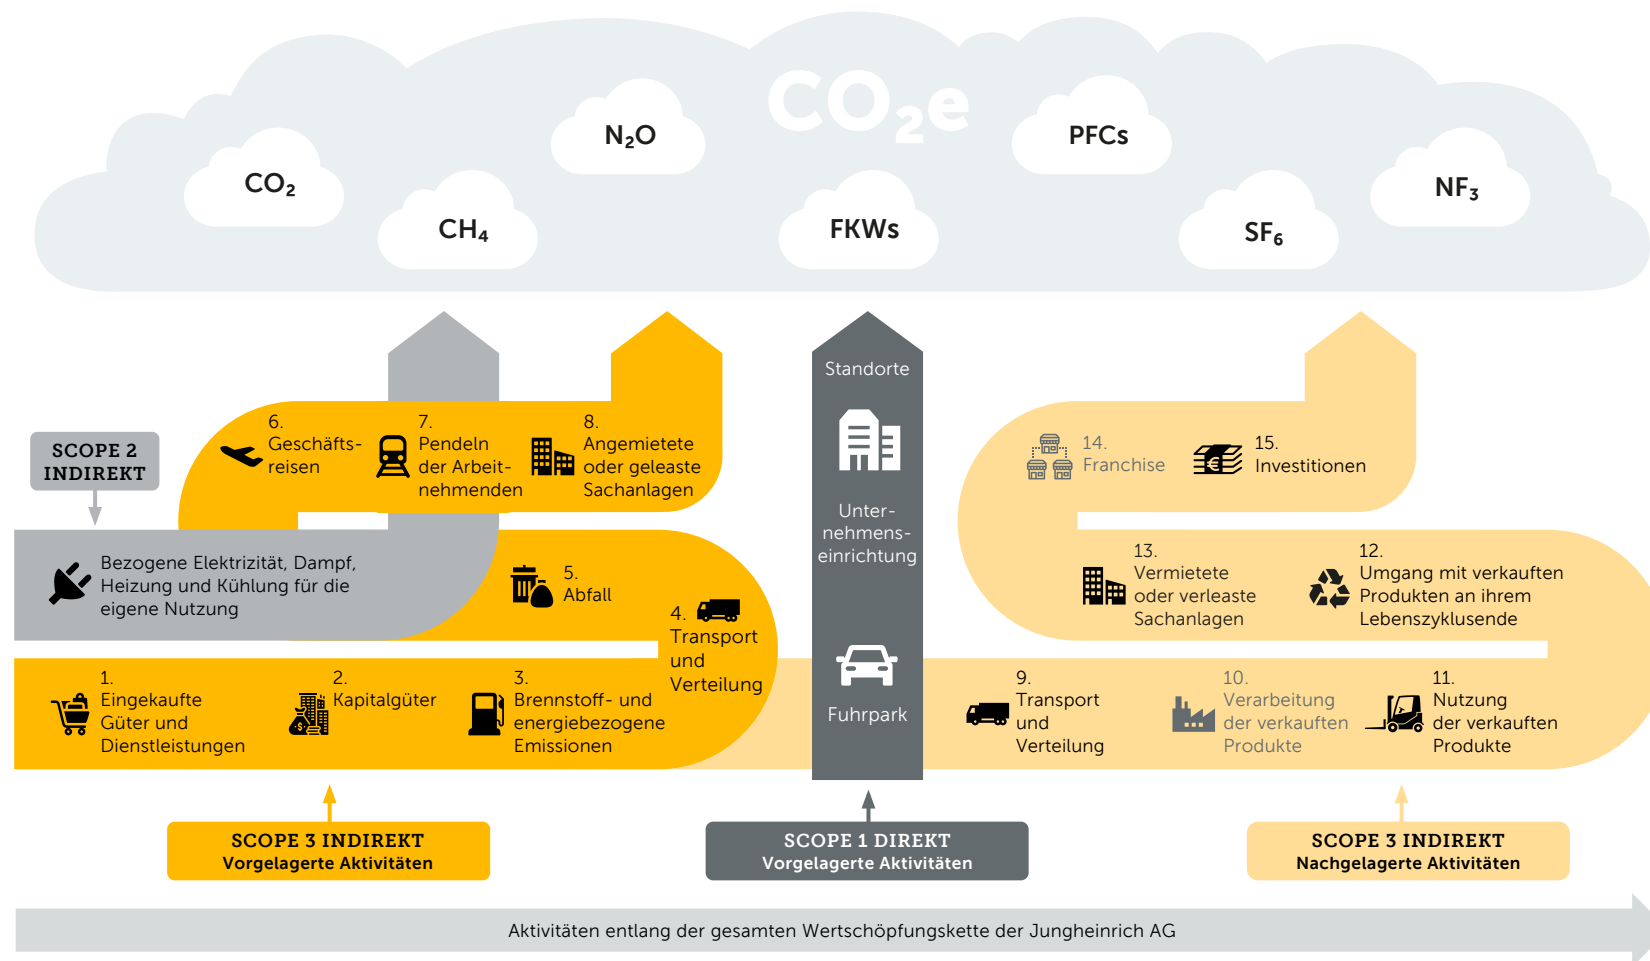 CO₂e
CO₂
CH₄
N₂O
FKWs
PFCs
SF₆
NF₃
SCOPE 2
INDIREKT
Bezogene Elektrizität, Dampf,
Heizung und Kühlung für die
eigene Nutzung
6.
Geschäfts-
reisen
7.
Pendeln
der Arbeit-
nehmenden
8.
Angemietete
oder geleaste
Sachanlagen
5.
Abfall
4.
Transport
und
Verteilung
1.
Eingekaufte
Güter und
Dienstleistungen
2.
Kapitalgüter
3.
Brennstoff- und
energiebezogene
Emissionen
Standorte
Unter-
nehmens-
einrichtung
Fuhrpark
14.
Franchise
15.
Investitionen
13.
Vermietete
oder verleaste
Sachanlagen
12.
Umgang mit verkauften
Produkten an ihrem
Lebenszyklusende
9.
Transport
und
Verteilung
10.
Verarbeitung
der verkauften
Produkte
11.
Nutzung
der verkauften
Produkte
SCOPE 3 INDIREKT
Vorgelagerte Aktivitäten
SCOPE 1 DIREKT
Vorgelagerte Aktivitäten
SCOPE 3 INDIREKT
Nachgelagerte Aktivitäten
Aktivitäten entlang der gesamten Wertschöpfungskette der Jungheinrich AG